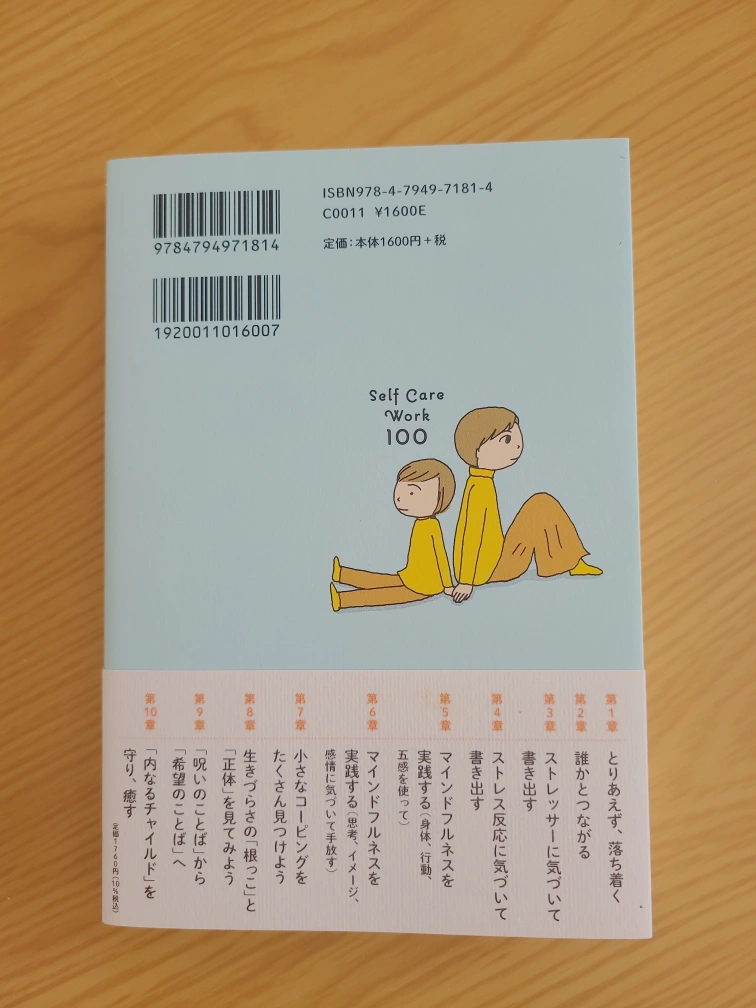 ISBN978-4-7949-7181-4
C0011 ¥1600E
定価：本体1600円＋税
9784794971814
1920011016007
Self Care
Work
100
第1章
とりあえず、落ち着く
第2章
誰かとつながる
第3章
ストレッサーに気づいて
書き出す
第4章
ストレス反応に気づいて
書き出す
第5章
マインドフルネスを
実践する（身体、行動、
五感を使って）
第6章
マインドフルネスを
実践する（思考、イメージ、
感情に気づいて手放す）
第7章
小さなコーピングを
たくさん見つけよう
第8章
生きづらさの「根っこ」と
「正体」を見てみよう
第9章
「呪いのことば」から
「希望のことば」へ
第10章
「内なるチャイルド」を
守り、癒す
定価1760円（10％税込）